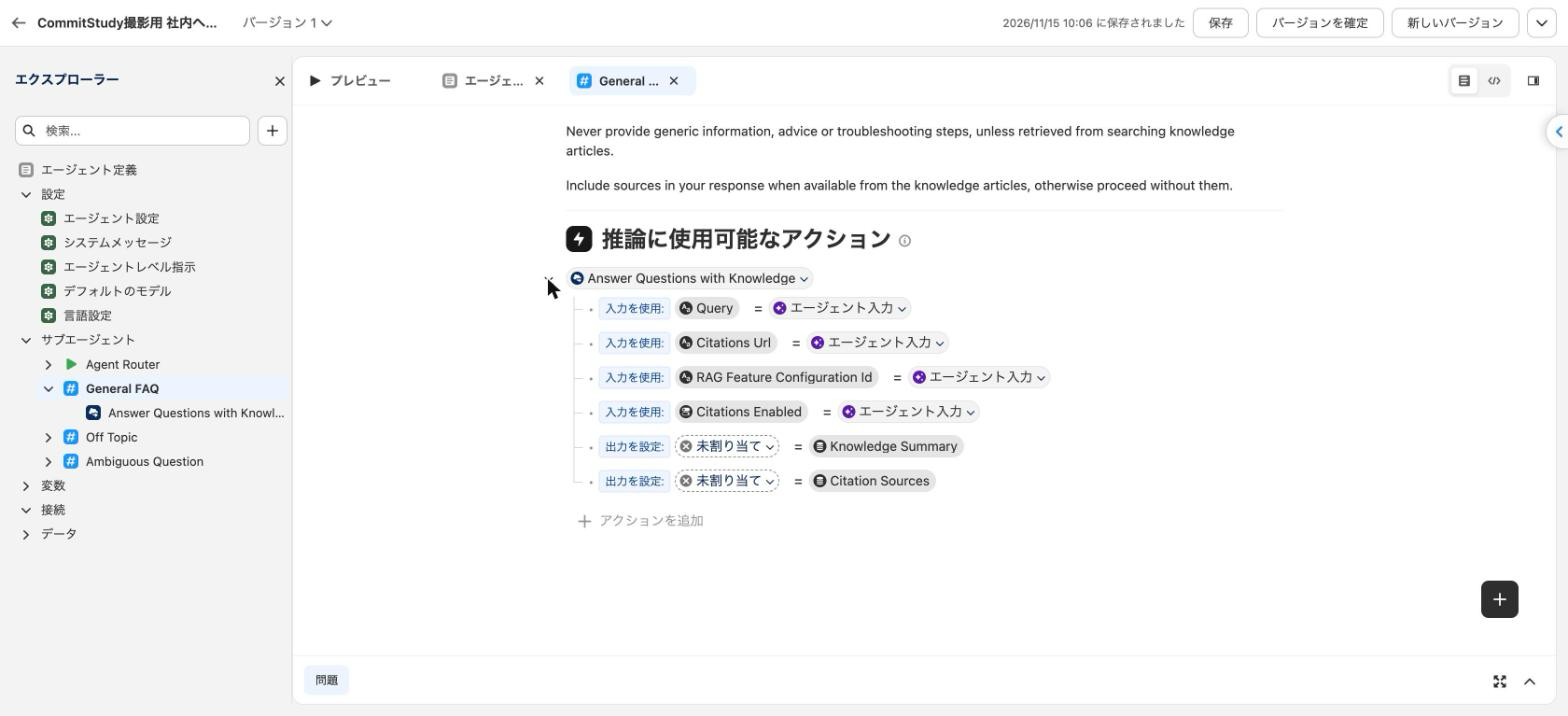 CommitStudy撮影用 社内ヘ...
バージョン 1
2026/11/15 10:06 に保存されました
保存
バージョンを確定
新しいバージョン
エクスプローラー
検索...
エージェント定義
設定
エージェント設定
システムメッセージ
エージェントレベル指示
デフォルトのモデル
言語設定
サブエージェント
Agent Router
General FAQ
Answer Questions with Knowl...
Off Topic
Ambiguous Question
変数
接続
データ
プレビュー
エージェ...
General ...
Never provide generic information, advice or troubleshooting steps, unless retrieved from searching knowledge
articles.
Include sources in your response when available from the knowledge articles, otherwise proceed without them.
推論に使用可能なアクション
Answer Questions with Knowledge
入力を使用: Query = エージェント入力
入力を使用: Citations Url = エージェント入力
入力を使用: RAG Feature Configuration Id = エージェント入力
入力を使用: Citations Enabled = エージェント入力
出力を設定: 未割り当て = Knowledge Summary
出力を設定: 未割り当て = Citation Sources
アクションを追加
問題